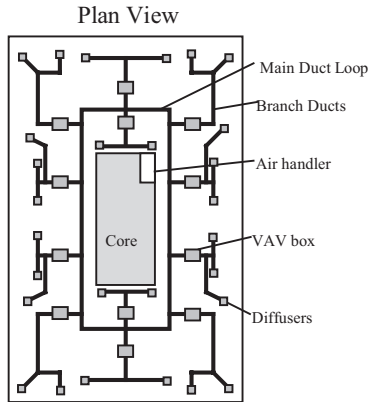 Plan View
Main Duct Loop
Branch Ducts
Air handler
Core
VAV box
Diffusers